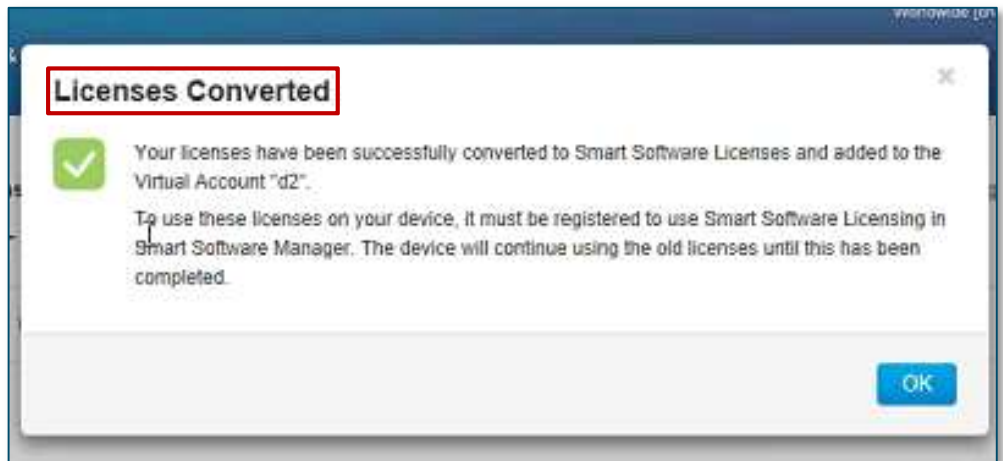 Worldwide
Licenses Converted
Your licenses have been successfully converted to Smart Software Licenses and added to the
Virtual Account "d2".
To use these licenses on your device, it must be registered to use Smart Software Licensing in
Smart Software Manager. The device will continue using the old licenses until this has been
completed.
OK